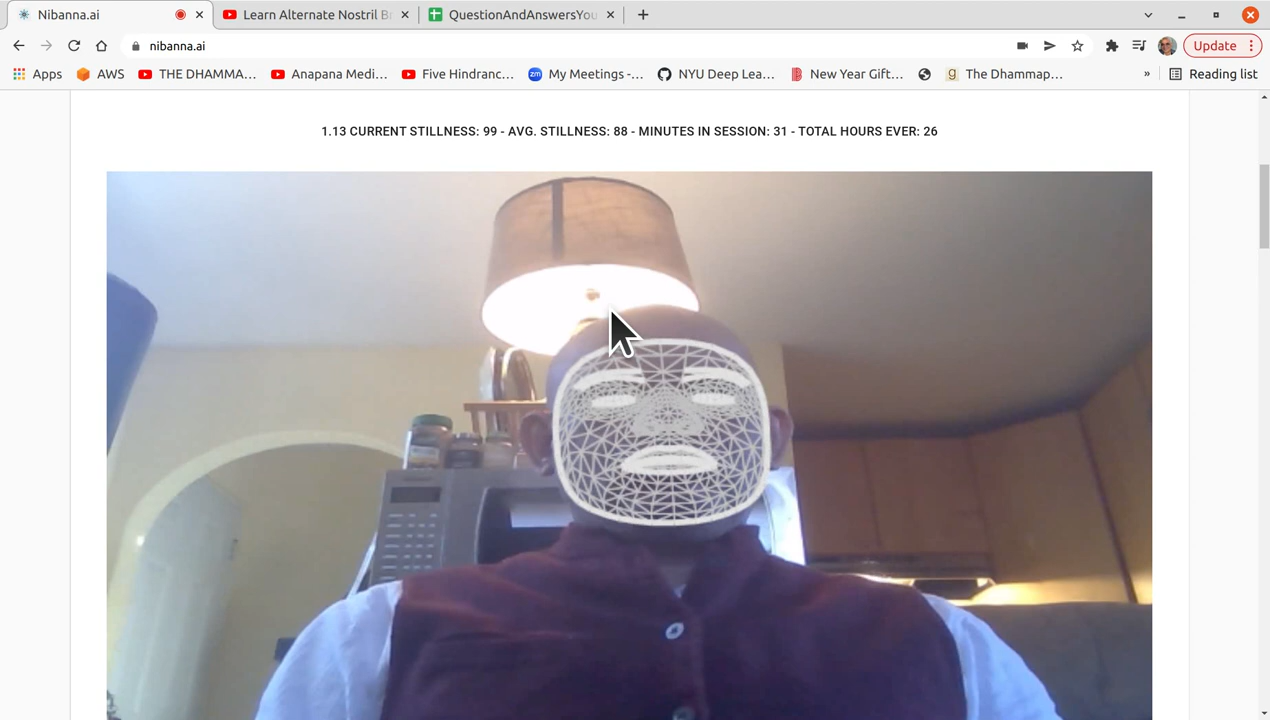 Nibanna.ai
Learn Alternate Nostril B
QuestionAndAnswersYou
nibanna.ai
Update
Apps
AWS
THE DHAMMA...
Anapana Medi...
Five Hindranc...
zm
My Meetings -...
NYU Deep Lea...
New Year Gift...
g
The Dhammap...
»
Reading list
1.13 CURRENT STILLNESS: 99 - AVG. STILLNESS: 88 - MINUTES IN SESSION: 31 - TOTAL HOURS EVER: 26